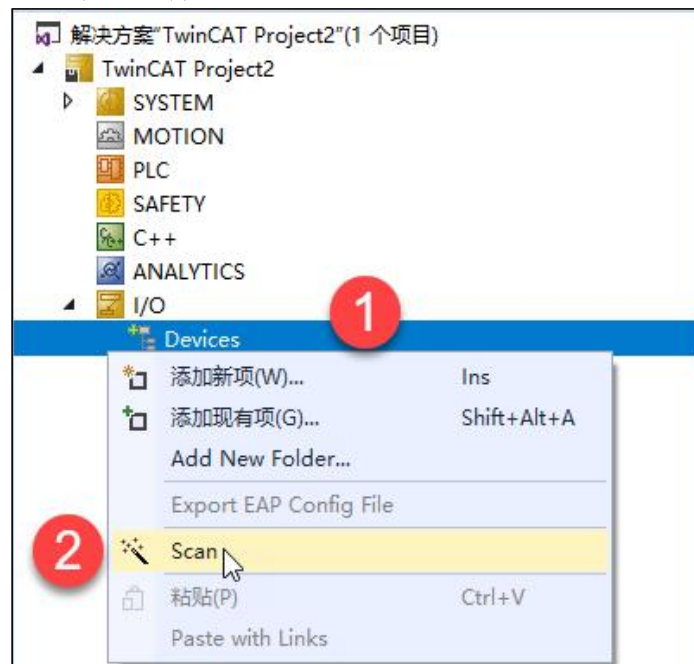 解决方案"TwinCAT Project2"(1 个项目)
TwinCAT Project2
SYSTEM
MOTION
PLC
SAFETY
C++
ANALYTICS
I/O
1
Devices
添加新项(W)... Ins
添加现有项(G)... Shift+Alt+A
Add New Folder...
Export EAP Config File
2 Scan
粘贴(P) Ctrl+V
Paste with Links